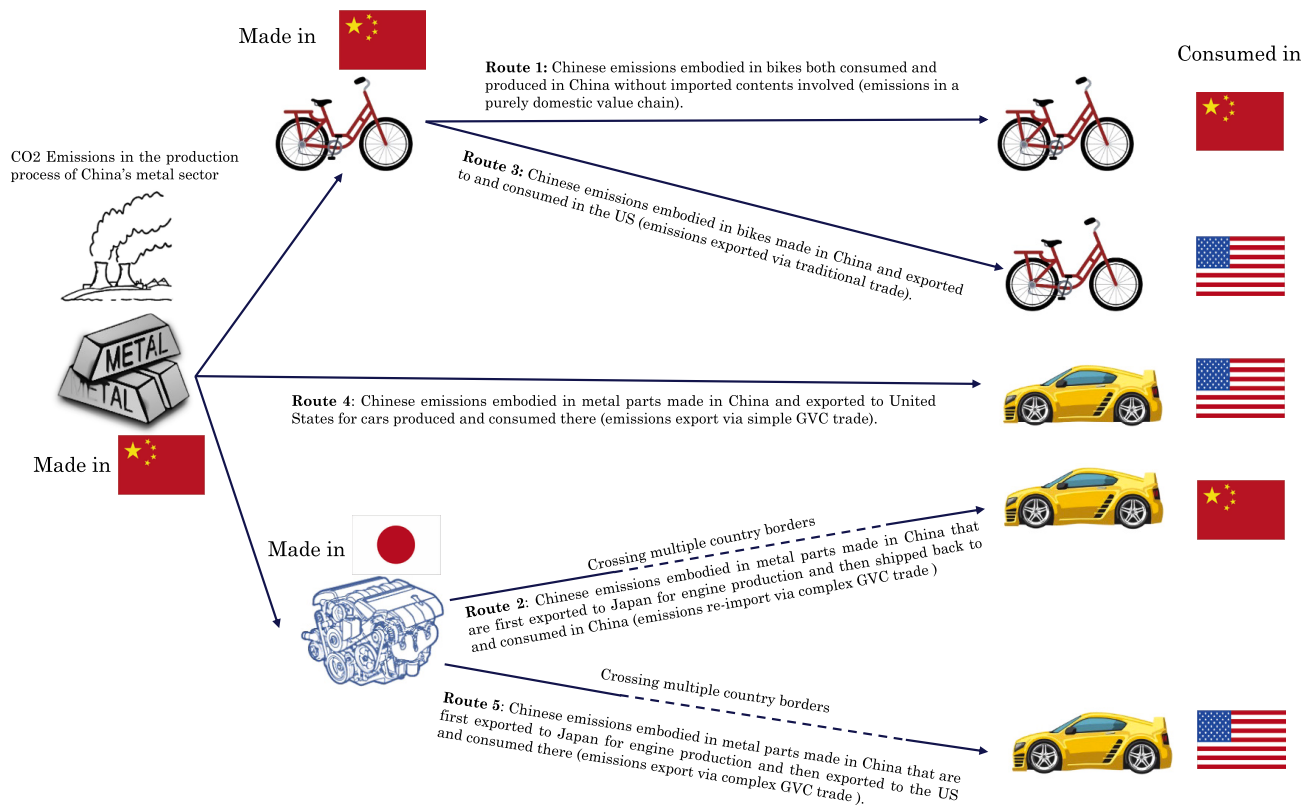 Made in
Consumed in
Route 1: Chinese emissions embodied in bikes both consumed and
produced in China without imported contents involved (emissions in a
purely domestic value chain).
CO2 Emissions in the production
process of China's metal sector
Route 3: Chinese emissions embodied in bikes made in China and exported
to and consumed in the US (emissions exported via traditional trade).
METAL
METAL
Route 4: Chinese emissions embodied in metal parts made in China and exported to United
States for cars produced and consumed there (emissions export via simple GVC trade).
Made in
Made in
Crossing multiple country borders
Route 2: Chinese emissions embodied in metal parts made in China that
are first exported to Japan for engine production and then shipped back to
and consumed in China (emissions re-import via complex GVC trade )
Crossing multiple country borders
Route 5: Chinese emissions embodied in metal parts made in China that are
first exported to Japan for engine production and then exported to the US
and consumed there (emissions export via complex GVC trade ).